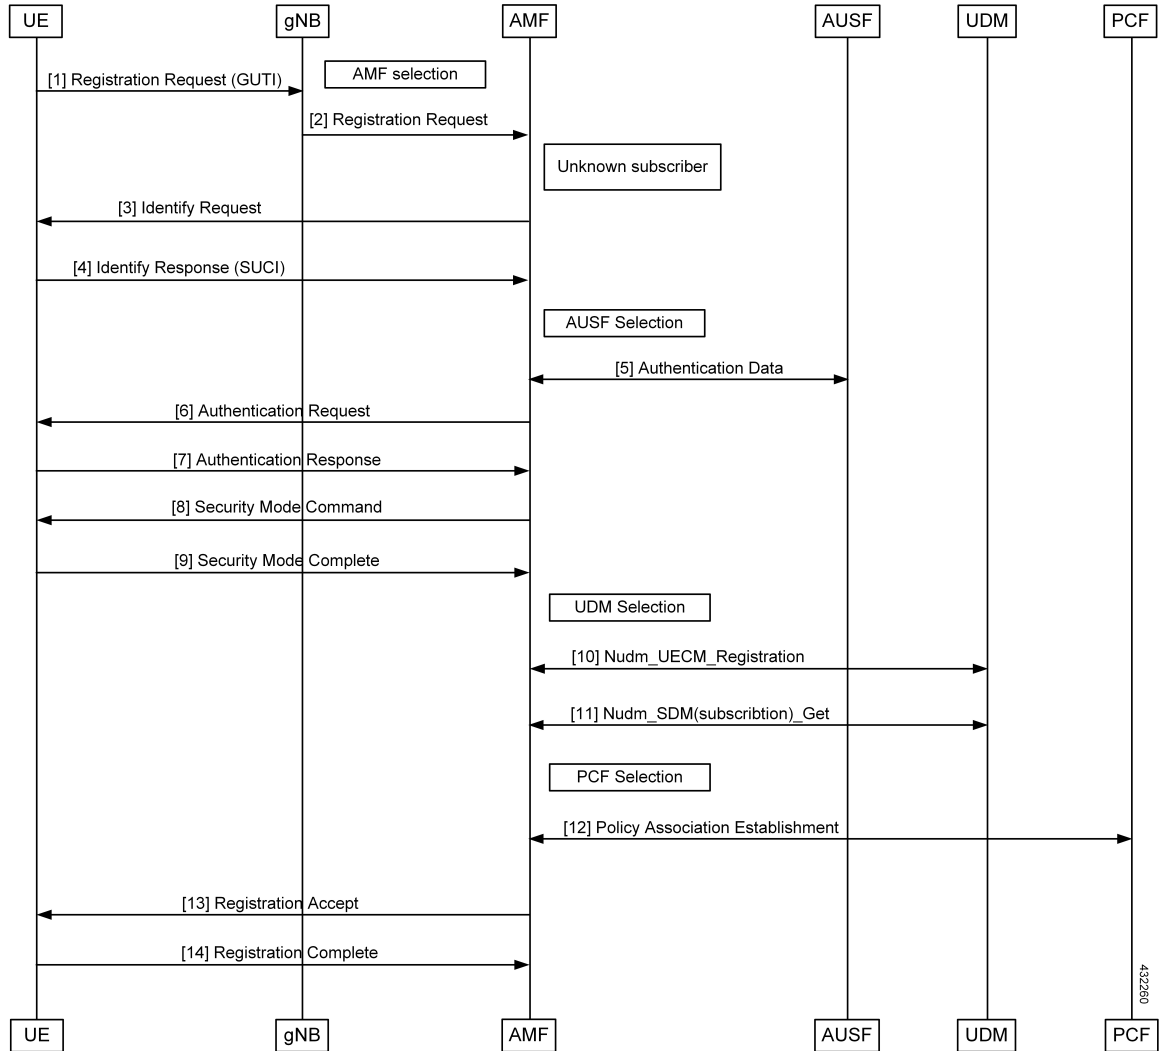 UE
gNB
AMF
AUSF
UDM
PCF
[1] Registration Request (GUTI)
AMF selection
[2] Registration Request
Unknown subscriber
[3] Identify Request
[4] Identify Response (SUCI)
AUSF Selection
[5] Authentication Data
[6] Authentication Request
[7] Authentication Response
[8] Security Mode Command
[9] Security Mode Complete
UDM Selection
[10] Nudm_UECM_Registration
[11] Nudm_SDM(subscribtion)_Get
PCF Selection
[12] Policy Association Establishment
[13] Registration Accept
[14] Registration Complete
432260
UE
gNB
AMF
AUSF
UDM
PCF